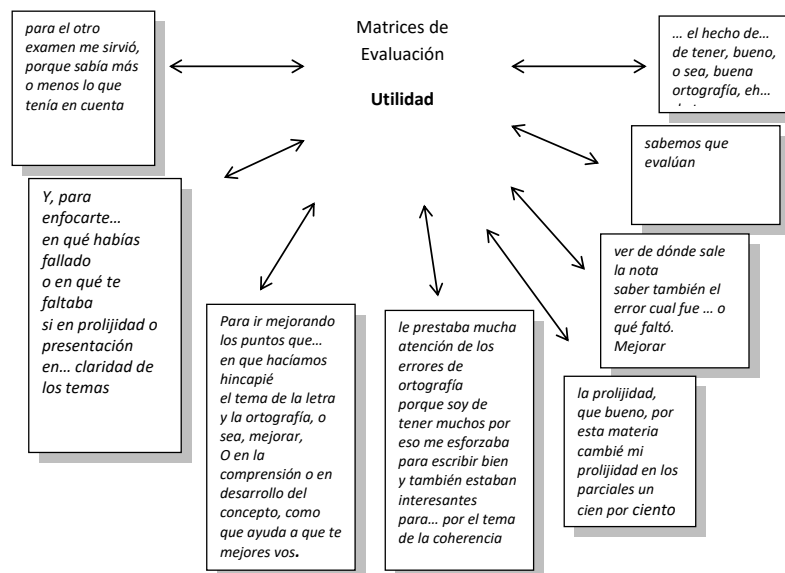 Matrices de
Evaluación
Utilidad
para el otro
examen me sirvió,
porque sabía más
o menos lo que
tenía en cuenta
Y, para
enfocarte…
en qué habías
fallado
o en qué te
faltaba
si en prolijidad o
presentación
en… claridad de
los temas
Para ir mejorando
los puntos que…
en que hacíamos
hincapié
el tema de la letra
y la ortografía, o
sea, mejorar,
O en la
comprensión o en
desarrollo del
concepto, como
que ayuda a que te
mejores vos.
le prestaba mucha
atención de los
errores de
ortografía
porque soy de
tener muchos por
eso me esforzaba
para escribir bien
y también estaban
interesantes
para… por el tema
de la coherencia
la prolijidad,
que bueno, por
esta materia
cambié mi
prolijidad en los
parciales un
cien por ciento
ver de dónde sale
la nota
saber también el
error cual fue … o
qué faltó.
Mejorar
sabemos que
evalúan
… el hecho de…
de tener, bueno,
o sea, buena
ortografía, eh…